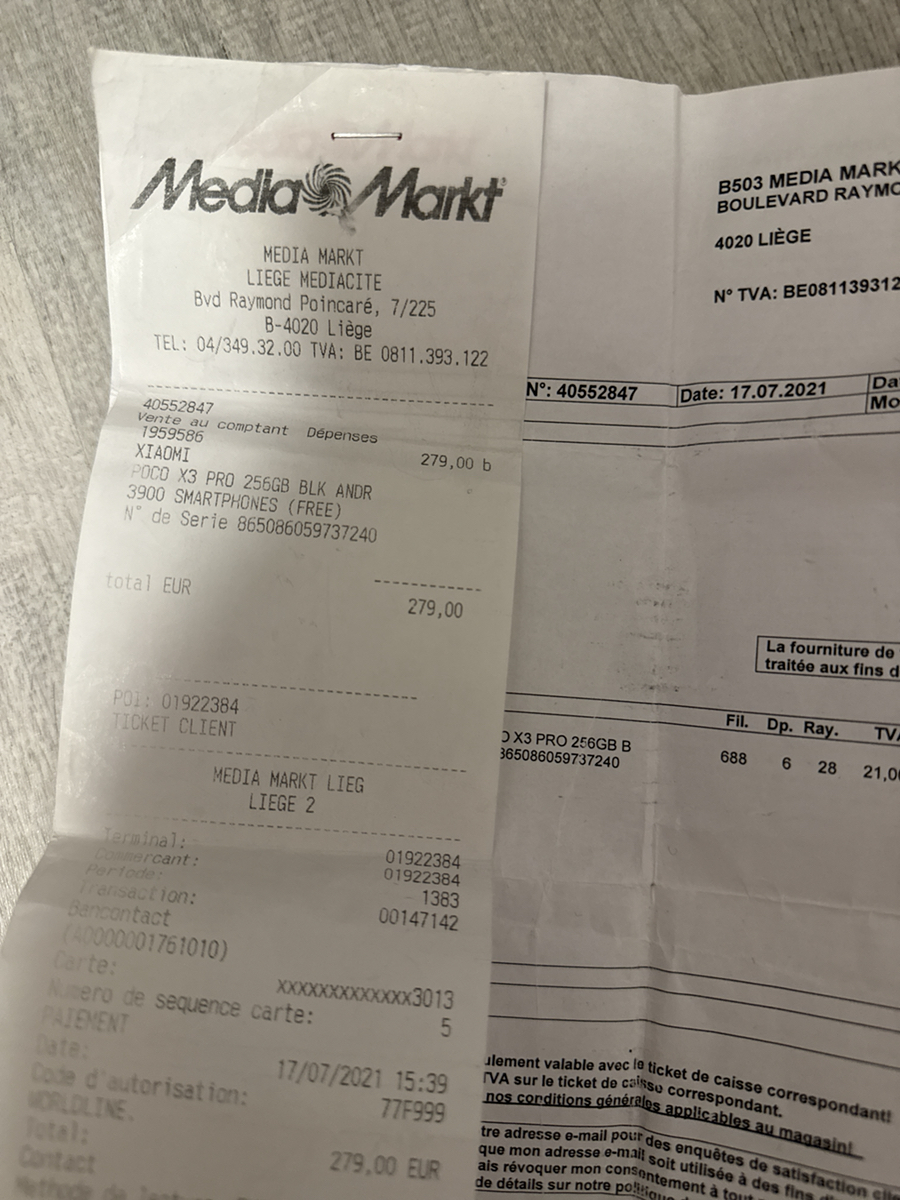 Media Markt
MEDIA MARKT
LIEGE MEDIACITE
Bvd Raymond Poincaré, 7/225
B-4020 Liège
TEL: 04/349.32.00 TVA: BE 0811.393.122
40552847
Vente au comptant Dépenses
1959586
XIAOMI 279,00 b
POCO X3 PRO 256GB BLK ANDR
3900 SMARTPHONES (FREE)
N° de Serie 865086059737240
total EUR
279,00
POI: 01922384
TICKET CLIENT
MEDIA MARKT LIEG
LIEGE 2
Terminal: 01922384
Commercant: 01922384
Periode: 1383
Transaction: 00147142
Bancontact
(A0000001761010)
Carte: xxxxxxxxxxxxx3013
Numero de sequence carte: 5
PAIEMENT
Date: 17/07/2021 15:39
Code d'autorisation: 77F999
WORLDLINE.
Total: 279,00 EUR
Contact
B503 MEDIA MARK
BOULEVARD RAYMO
4020 LIÈGE
N° TVA: BE081139312
N°: 40552847 Date: 17.07.2021 Da
Mo
La fourniture de
traitée aux fins d
Fil. Dp. Ray. TVA
O X3 PRO 256GB B 688 6 28 21,0
865086059737240
ulement valable avec le ticket de caisse correspondant!
TVA sur le ticket de caisse correspondant.
nos conditions générales applicables au magasin!
tre adresse e-mail pour des enquêtes de satisfaction
que mon adresse e-mail soit utilisée à des fins
ais révoquer mon consentement à tout
de détails sur notre politique